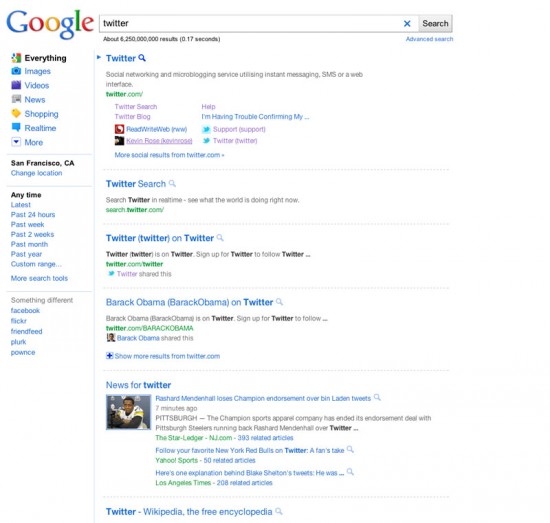 Google
twitter
Search
About 6,250,000,000 results (0.17 seconds)
Advanced search
Everything
Images
Videos
News
Shopping
Realtime
More
San Francisco, CA
Change location
Any time
Latest
Past 24 hours
Past week
Past 2 weeks
Past month
Past year
Custom range...
More search tools
Something different
facebook
flickr
friendfeed
plurk
pownce
Twitter
Social networking and microblogging service utilising instant messaging, SMS or a web
interface.
twitter.com/
Twitter Search Help
Twitter Blog I'm Having Trouble Confirming My ...
ReadWriteWeb (rww) Support (support)
Kevin Rose (kevinrose) Twitter (twitter)
More social results from twitter.com »
Twitter Search
Search Twitter in realtime - see what the world is doing right now.
search.twitter.com/
Twitter (twitter) on Twitter
Twitter (twitter) is on Twitter. Sign up for Twitter to follow Twitter ...
twitter.com/twitter
Twitter shared this
Barack Obama (BarackObama) on Twitter
Barack Obama (BarackObama) is on Twitter. Sign up for Twitter to follow ...
twitter.com/BARACKOBAMA
Barack Obama shared this
Show more results from twitter.com
News for twitter
Rashard Mendenhall loses Champion endorsement over bin Laden tweets
7 minutes ago
PITTSBURGH — The Champion sports apparel company has ended its endorsement deal with
Pittsburgh Steelers running back Rashard Mendenhall over Twitter ...
The Star-Ledger - NJ.com - 393 related articles
Follow your favorite New York Red Bulls on Twitter: A fan's take
Yahoo! Sports - 50 related articles
Here's one explanation behind Blake Shelton's tweets: He was ...
Los Angeles Times - 208 related articles
Twitter - Wikipedia, the free encyclopedia